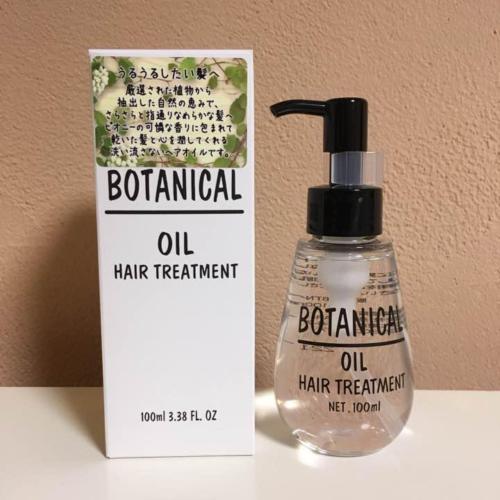 うるうるしたい髪へ
厳選された植物から
抽出した自然の恵みで、
さらさらと指通りなめらかな髪へ
ピオニーの可憐な香りに包まれて
乾いた髪と心を潤してくれる
洗い流さないヘアオイルです。
BOTANICAL
OIL
HAIR TREATMENT
100ml 3.38 FL. OZ
BOTANICAL
OIL
HAIR TREATMENT
NET. 100ml